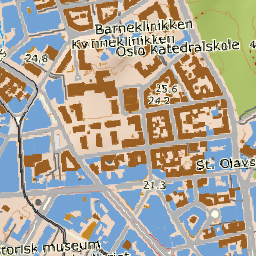 Barneklinikken
Kvinneklinikken
Oslo Katedralskole
24.8
25.6
24.2
St. Olavs
21.3
torisk museum